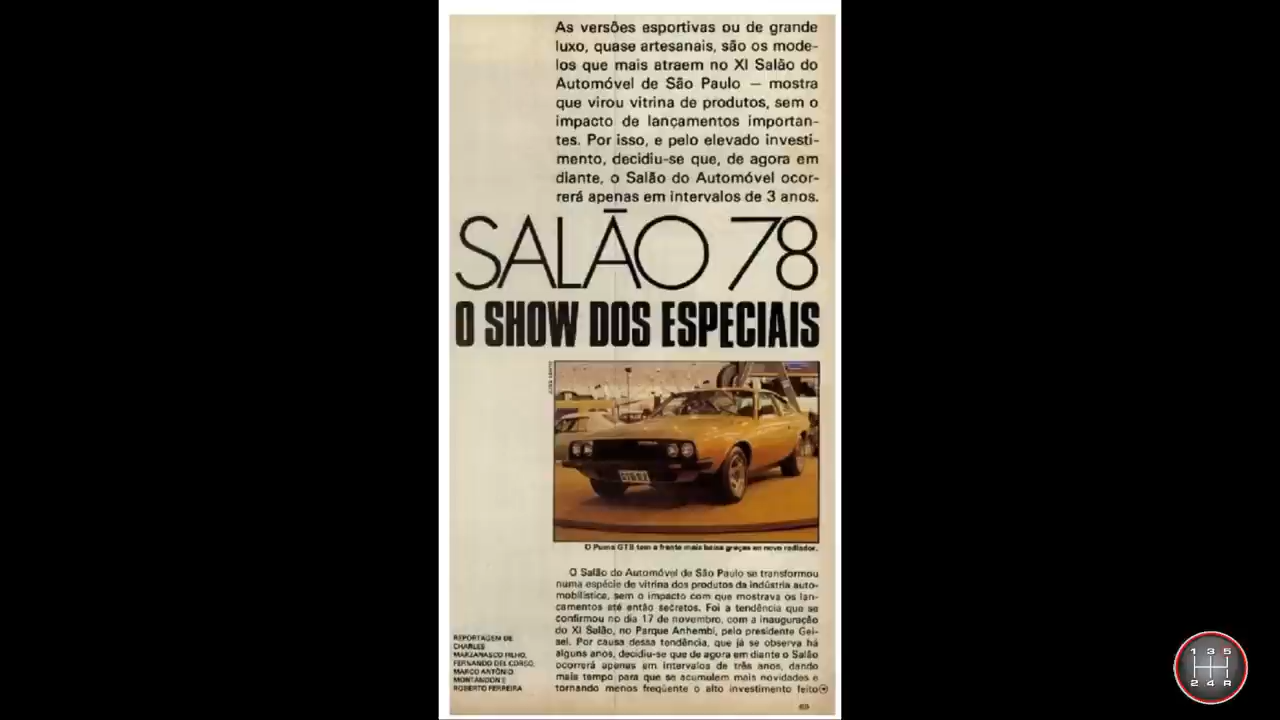 As versões esportivas ou de grande
luxo, quase artesanais, são os mode-
los que mais atraem no XI Salão do
Automóvel de São Paulo — mostra
que virou vitrina de produtos, sem o
impacto de lançamentos importan-
tes. Por isso, e pelo elevado investi-
mento, decidiu-se que, de agora em
diante, o Salão do Automóvel ocor-
rerá apenas em intervalos de 3 anos.
SALÃO 78
O SHOW DOS ESPECIAIS
O Puma GTB tem a frente mais baixa graças ao novo radiador.
O Salão do Automóvel de São Paulo se transformou
numa espécie de vitrina dos produtos da indústria auto-
mobilística, sem o impacto com que mostrava os lan-
çamentos até então secretos. Foi a tendência que se
confirmou no dia 17 de novembro, com a inauguração
do XI Salão, no Parque Anhembi, pelo presidente Gei-
sel. Por causa dessa tendência, que já se observa há
alguns anos, decidiu-se que de agora em diante o Salão
ocorrerá apenas em intervalos de três anos, dando
mais tempo para que se acumulem mais novidades e
tornando menos freqüente o alto investimento feito
REPORTAGEM DE
CHARLES
MARZANASCO FILHO,
FERNANDO DEL CORSO,
MARCO ANTÔNIO
MONTANDON E
ROBERTO FERREIRA
1 3 5
2 4 R